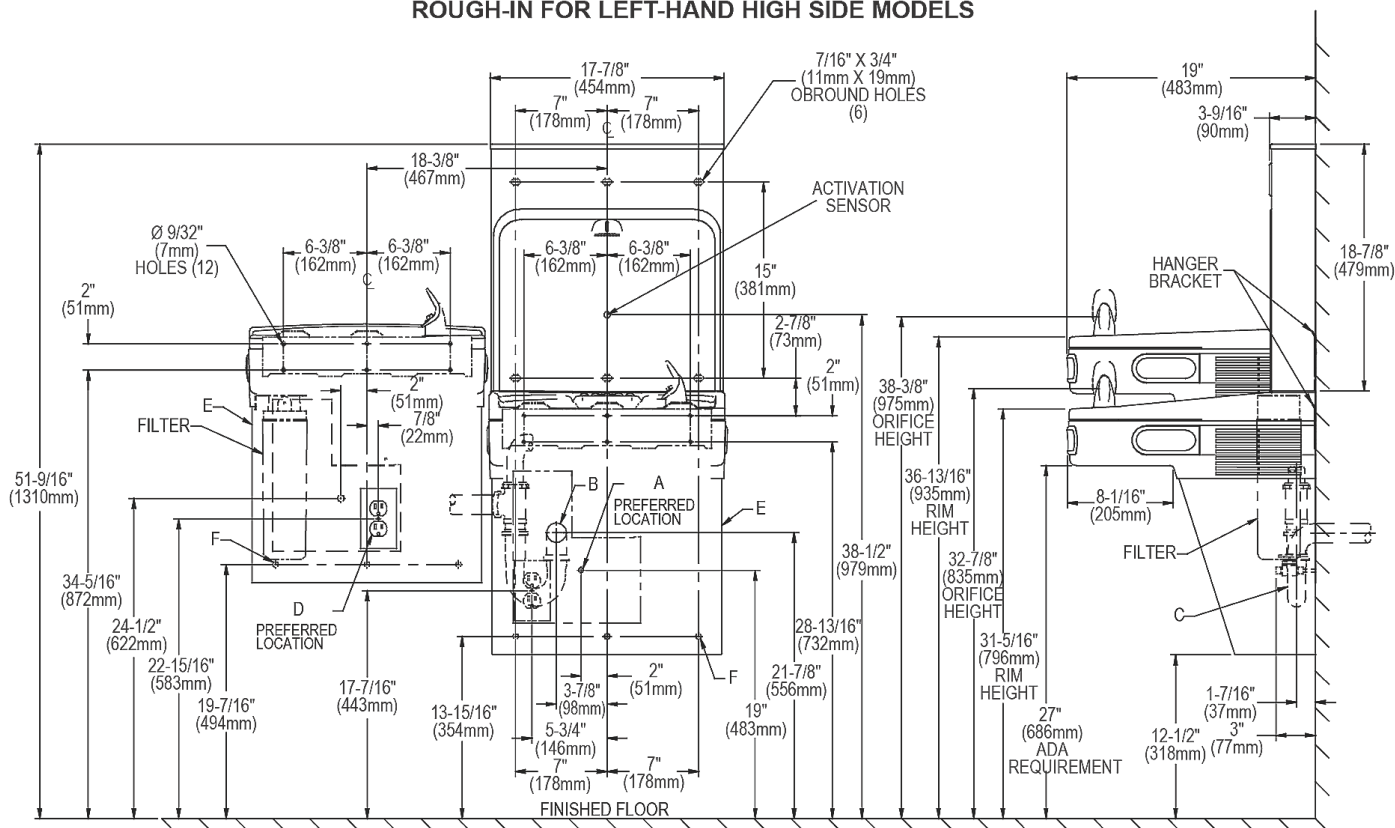 ROUGH-IN FOR LEFT-HAND HIGH SIDE MODELS
17-7/8"
(454mm)
7"
(178mm)
7"
(178mm)
7/16" X 3/4"
(11mm X 19mm)
OBROUND HOLES
(6)
19"
(483mm)
3-9/16"
(90mm)
C
18-3/8"
(467mm)
ACTIVATION
SENSOR
Ø 9/32"
(7mm)
HOLES (12)
6-3/8"
(162mm)
6-3/8"
(162mm)
C
6-3/8"
(162mm)
6-3/8"
(162mm)
15"
(381mm)
HANGER
BRACKET
18-7/8"
(479mm)
2"
(51mm)
2-7/8"
(73mm)
2"
(51mm)
2"
(51mm)
7/8"
(22mm)
E
FILTER
38-3/8"
(975mm)
ORIFICE
HEIGHT
51-9/16"
(1310mm)
B
A
PREFERRED
LOCATION
E
36-13/16"
(935mm)
RIM
HEIGHT
8-1/16"
(205mm)
F
38-1/2"
(979mm)
FILTER
34-5/16"
(872mm)
32-7/8"
(835mm)
ORIFICE
HEIGHT
D
PREFERRED
LOCATION
24-1/2"
(622mm)
28-13/16"
(732mm)
C
22-15/16"
(583mm)
31-5/16"
(796mm)
RIM
HEIGHT
F
2"
(51mm)
21-7/8"
(556mm)
19-7/16"
(494mm)
17-7/16"
(443mm)
13-15/16"
(354mm)
3-7/8"
(98mm)
19"
(483mm)
1-7/16"
(37mm)
27"
(686mm)
ADA
REQUIREMENT
12-1/2"
(318mm)
3"
(77mm)
5-3/4"
(146mm)
7"
(178mm)
7"
(178mm)
FINISHED FLOOR